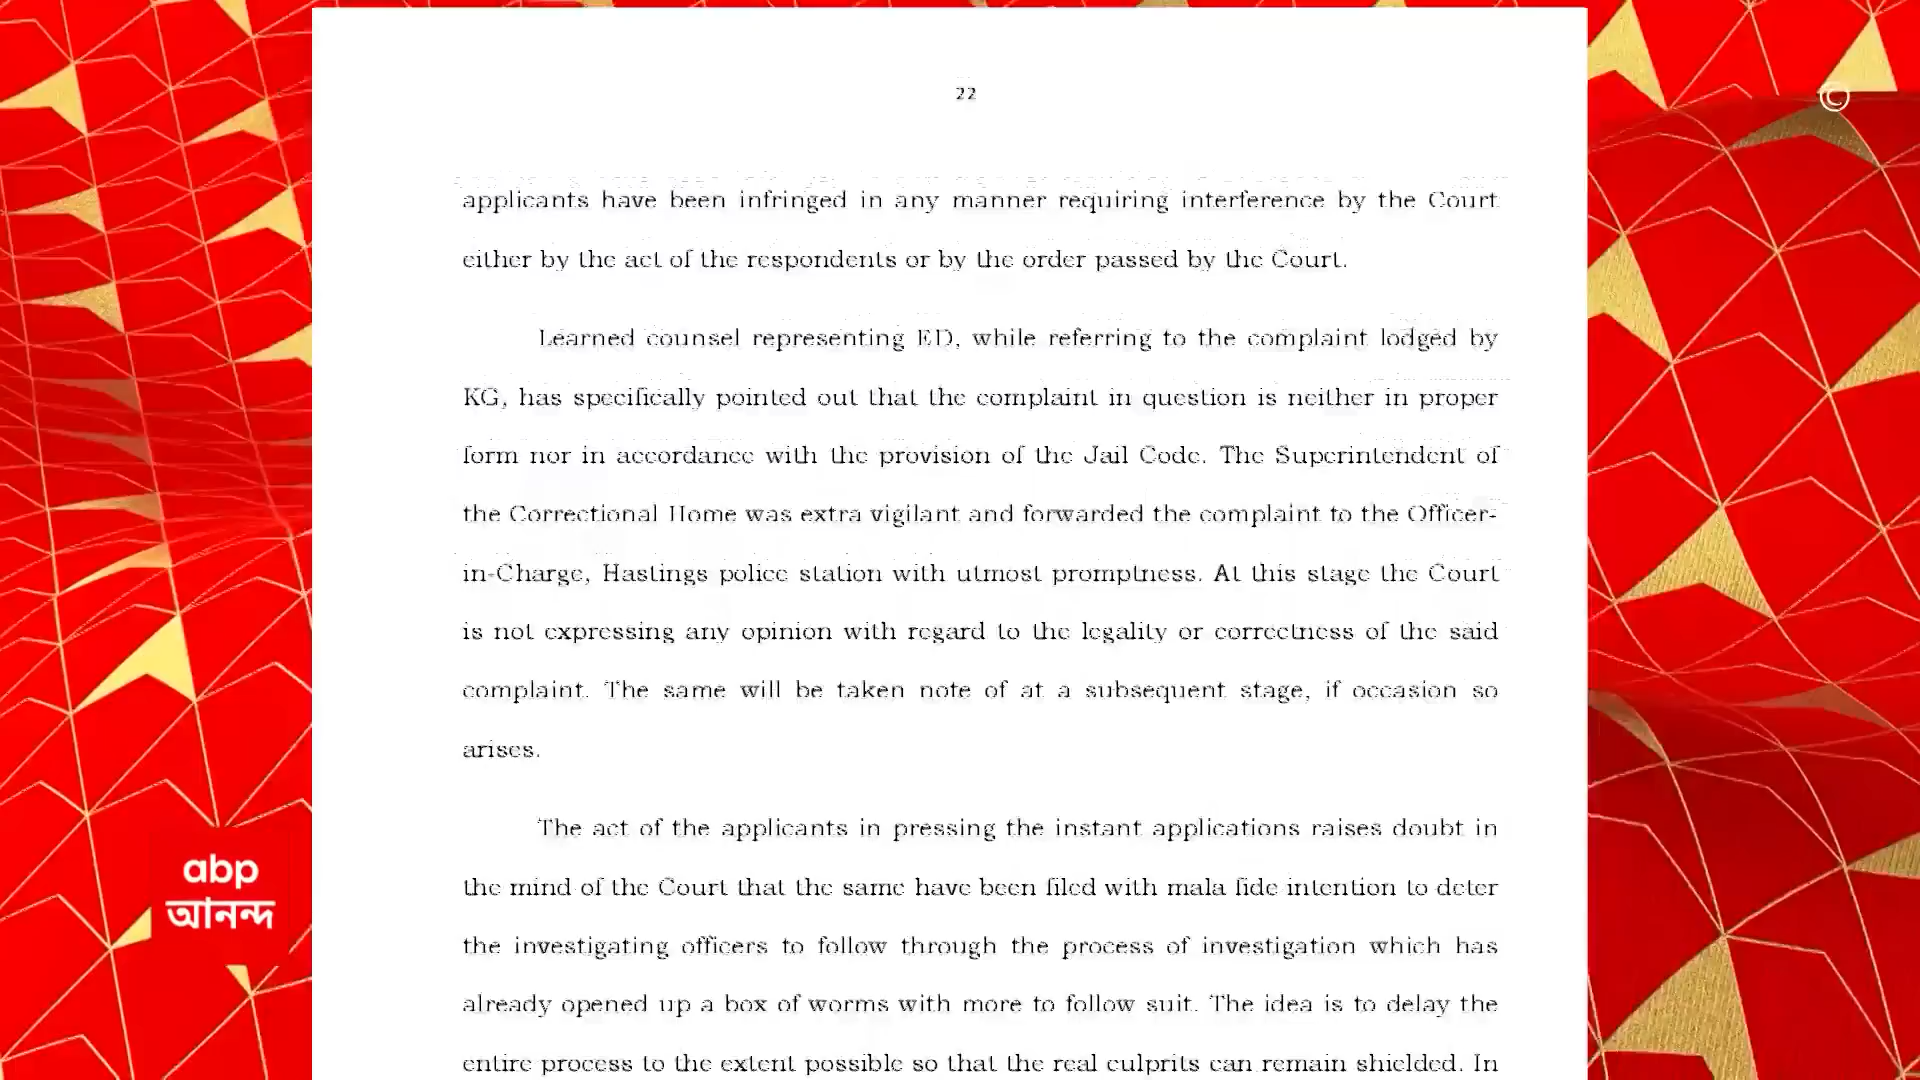 22
applicants have been infringed in any manner requiring interference by the Court
either by the act of the respondents or by the order passed by the Court.
Learned counsel representing ED, while referring to the complaint lodged by
KG, has specifically pointed out that the complaint in question is neither in proper
form nor in accordance with the provision of the Jail Code. The Superintendent of
the Correctional Home was extra vigilant and forwarded the complaint to the Officer-
in-Charge, Hastings police station with utmost promptness. At this stage the Court
is not expressing any opinion with regard to the legality or correctness of the said
complaint. The same will be taken note of at a subsequent stage, if occasion so
arises.
The act of the applicants in pressing the instant applications raises doubt in
the mind of the Court that the same have been filed with mala fide intention to deter
the investigating officers to follow through the process of investigation which has
already opened up a box of worms with more to follow suit. The idea is to delay the
entire process to the extent possible so that the real culprits can remain shielded. In
©
abp
আনন্দ